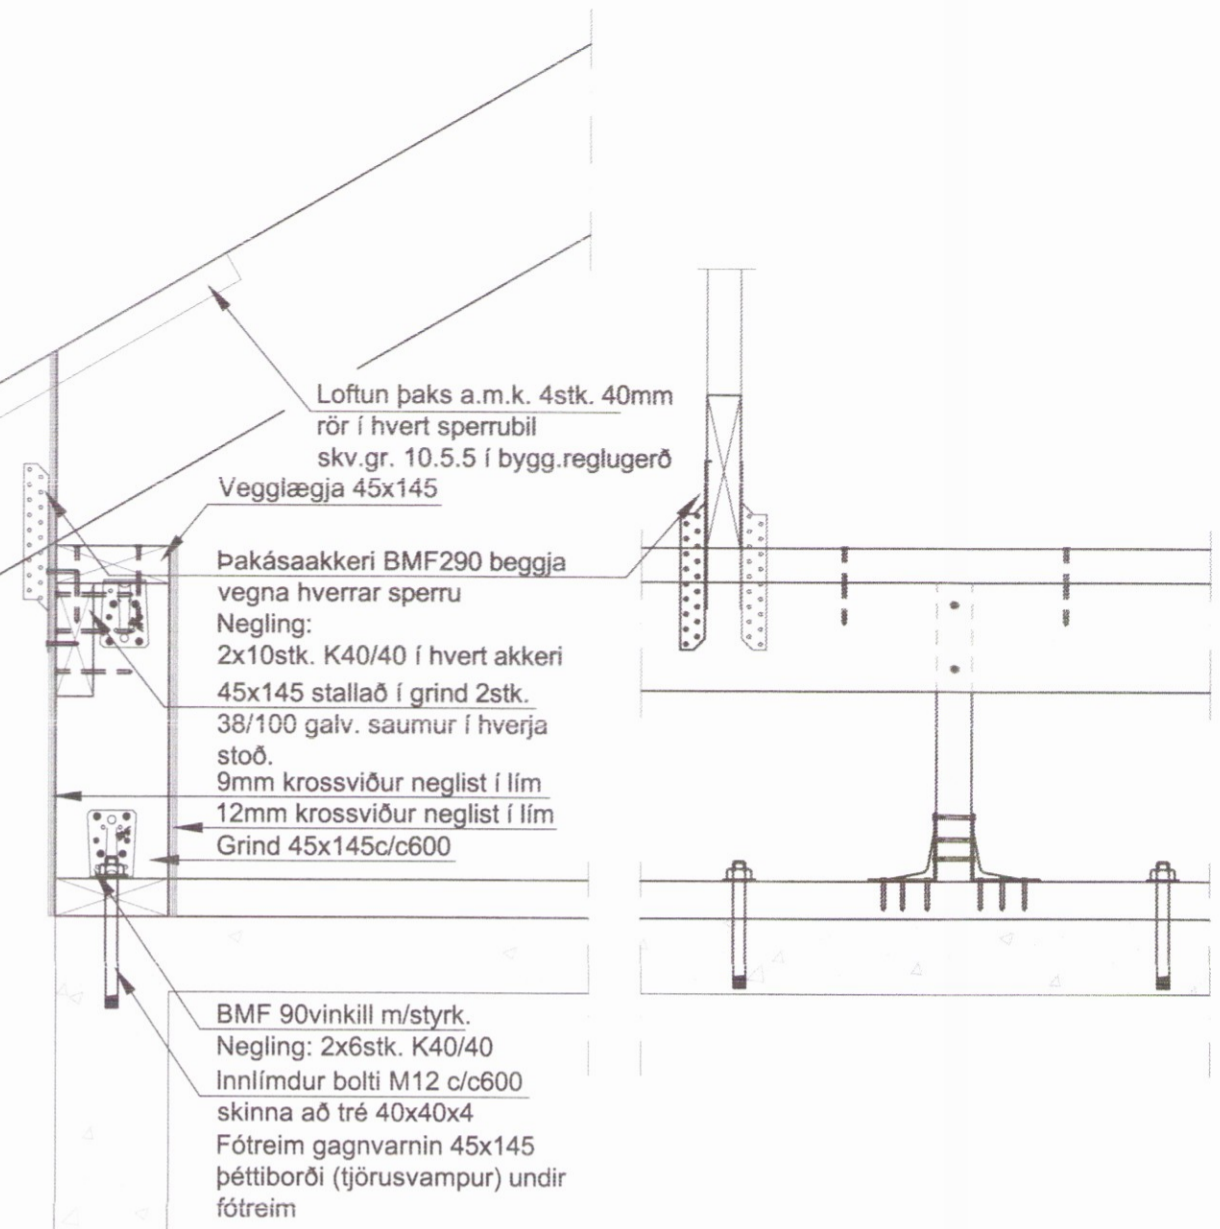 Loftun þaks a.m.k. 4stk. 40mm
rör í hvert sperrubil
skv.gr. 10.5.5 í bygg.reglugerð
Vegglægja 45x145
Þakásaakkeri BMF290 beggja
vegna hverrar sperru
Negling:
2x10stk. K40/40 í hvert akkeri
45x145 stallað í grind 2stk.
38/100 galv. saumur í hverja
stoð.
9mm krossviður neglist í lím
12mm krossviður neglist í lím
Grind 45x145c/c600
BMF 90vinkill m/styrk.
Negling: 2x6stk. K40/40
Innlímdur bolti M12 c/c600
skinna að tré 40x40x4
Fótreim gagnvarnin 45x145
þéttiborði (tjörusvampur) undir
fótreim